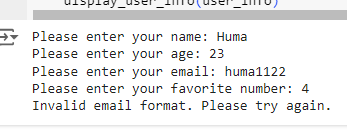 display_user_info(user_info)
Please enter your name: Huma
Please enter your age: 23
Please enter your email: huma1122
Please enter your favorite number: 4
Invalid email format. Please try again.